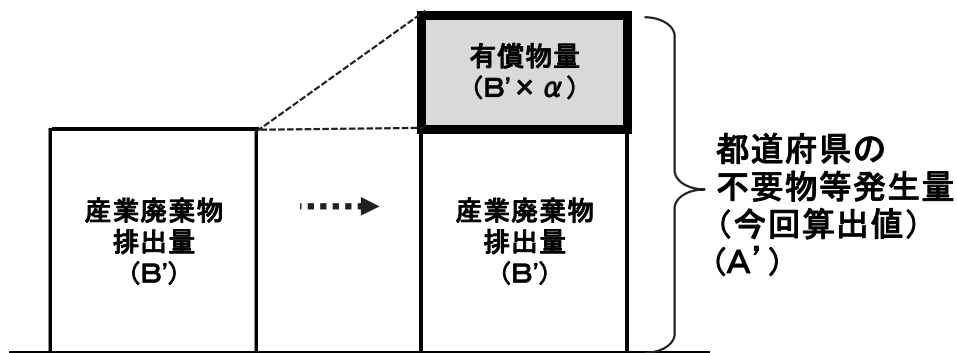 有償物量
(B'×α)
産業廃棄物
排出量
(B')
産業廃棄物
排出量
(B')
都道府県の
不要物等発生量
(今回算出値)
(A')